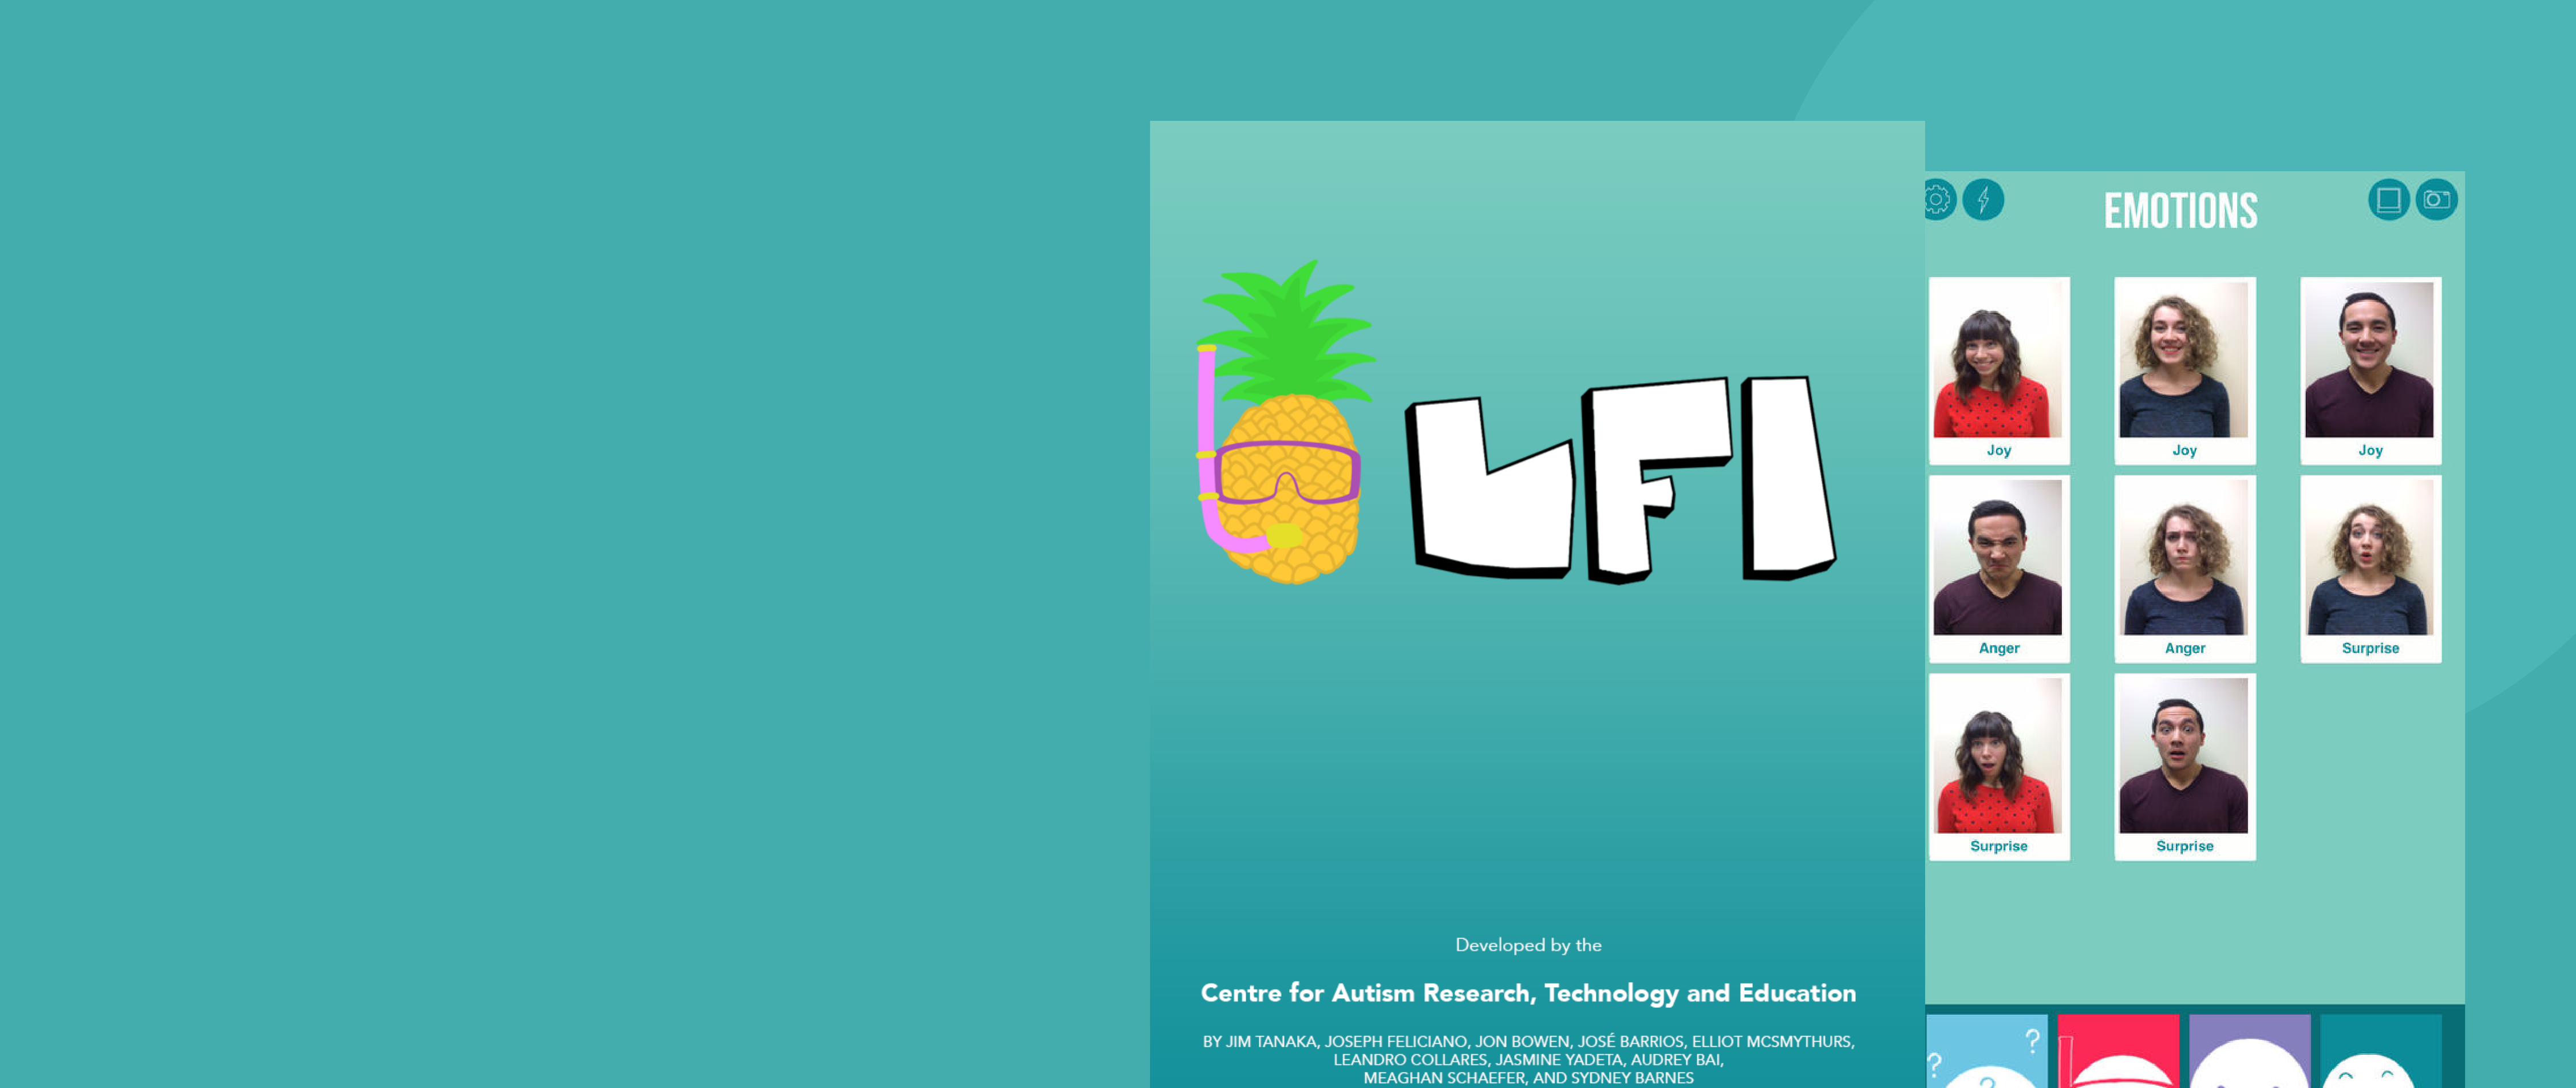 LFI
Developed by the
Centre for Autism Research, Technology and Education
BY JIM TANAKA, JOSEPH FELICIANO, JON BOWEN, JOSÉ BARRIOS, ELLIOT MCSMYTHURS,
LEANDRO COLLARES, JASMINE YADETA, AUDREY BAI,
MEAGHAN SCHAEFER, AND SYDNEY BARNES
EMOTIONS
Joy Joy Joy
Anger Anger Surprise
Surprise Surprise
? ? ?